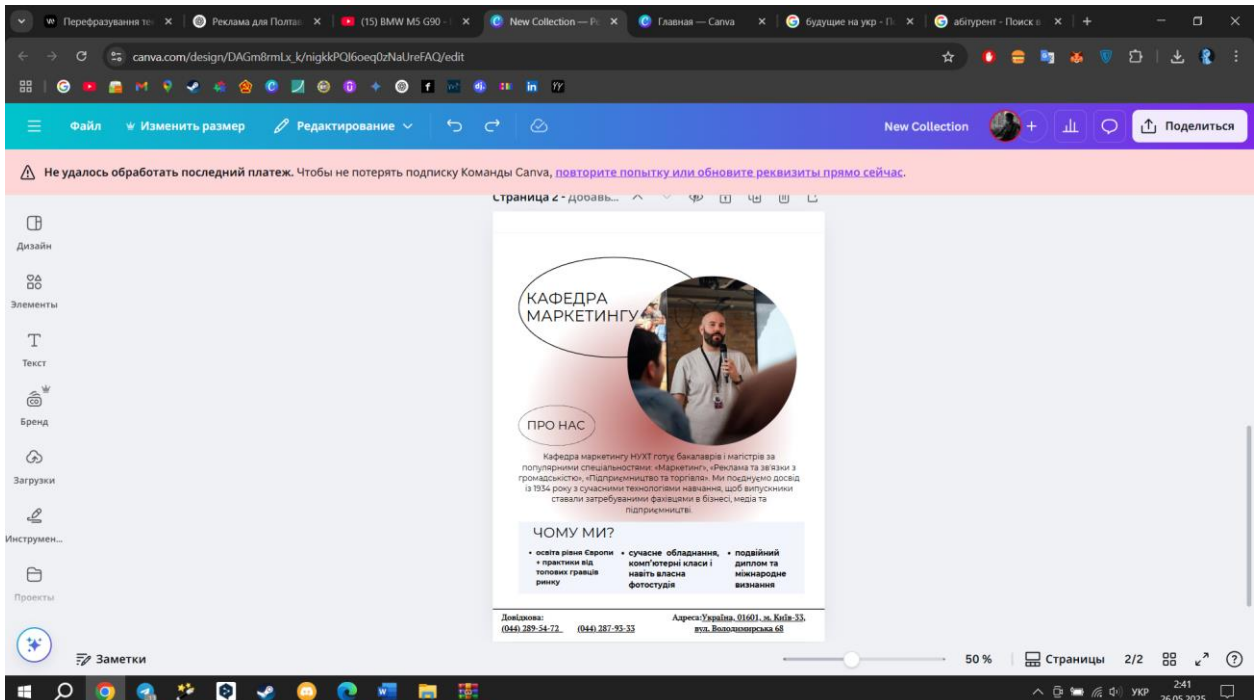 Перефразування те
Реклама для Полтав
(15) BMW M5 G90 -
New Collection — Po
Главная — Canva
будущие на укр - П
абітурент - Поиск в
canva.com/design/DAGm8rmLx_k/nigkkPQI6oeq0zNaUreFAQ/edit
Файл
Изменить размер
Редактирование
New Collection
Поделиться
Не удалось обработать последний платеж. Чтобы не потерять подписку Команды Canva, повторите попытку или обновите реквизиты прямо сейчас.
Страница 2 - Добавь...
Дизайн
Элементы
Текст
Бренд
Загрузки
Инструмен...
Проекты
КАФЕДРА
МАРКЕТИНГУ
ПРО НАС
Кафедра маркетингу НУХТ готує бакалаврів і магістрів за
популярними спеціальностями: «Маркетинг», «Реклама та зв'язки з
громадськістю», «Підприємництво та торгівля». Ми поєднуємо досвід
із 1934 року з сучасними технологіями навчання, щоб випускники
ставали затребуваними фахівцями в бізнесі, медіа та
підприємництві.
ЧОМУ МИ?
• освіта рівня Європи
+ практики від
топових гравців
ринку
• сучасне обладнання,
комп'ютерні класи і
навіть власна
фотостудія
• подвійний
диплом та
міжнародне
визнання
Довідкова:
(044) 289-54-72 (044) 287-93-33
Адреса:Україна, 01601, м. Київ-33,
вул. Володимирська 68
Заметки
50 %
Страницы
2/2
УКР
2:41
26.05.2025